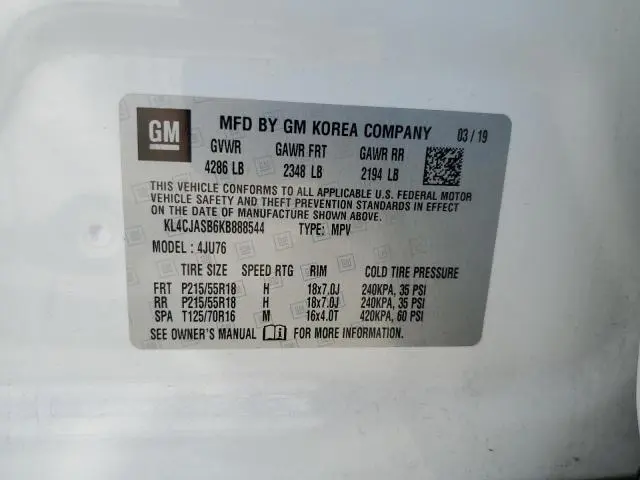 GM MFD BY GM KOREA COMPANY 03 / 19
GVWR GAWR FRT GAWR RR
4286 LB 2348 LB 2194 LB
THIS VEHICLE CONFORMS TO ALL APPLICABLE U.S. FEDERAL MOTOR
VEHICLE SAFETY AND THEFT PREVENTION STANDARDS IN EFFECT
ON THE DATE OF MANUFACTURE SHOWN ABOVE.
KL4CJASB6KB888544 TYPE: MPV
MODEL : 4JU76
TIRE SIZE SPEED RTG RIM COLD TIRE PRESSURE
FRT P215/55R18 H 18x7.0J 240KPA, 35 PSI
RR P215/55R18 H 18x7.0J 240KPA, 35 PSI
SPA T125/70R16 M 16x4.0T 420KPA, 60 PSI
SEE OWNER'S MANUAL FOR MORE INFORMATION.